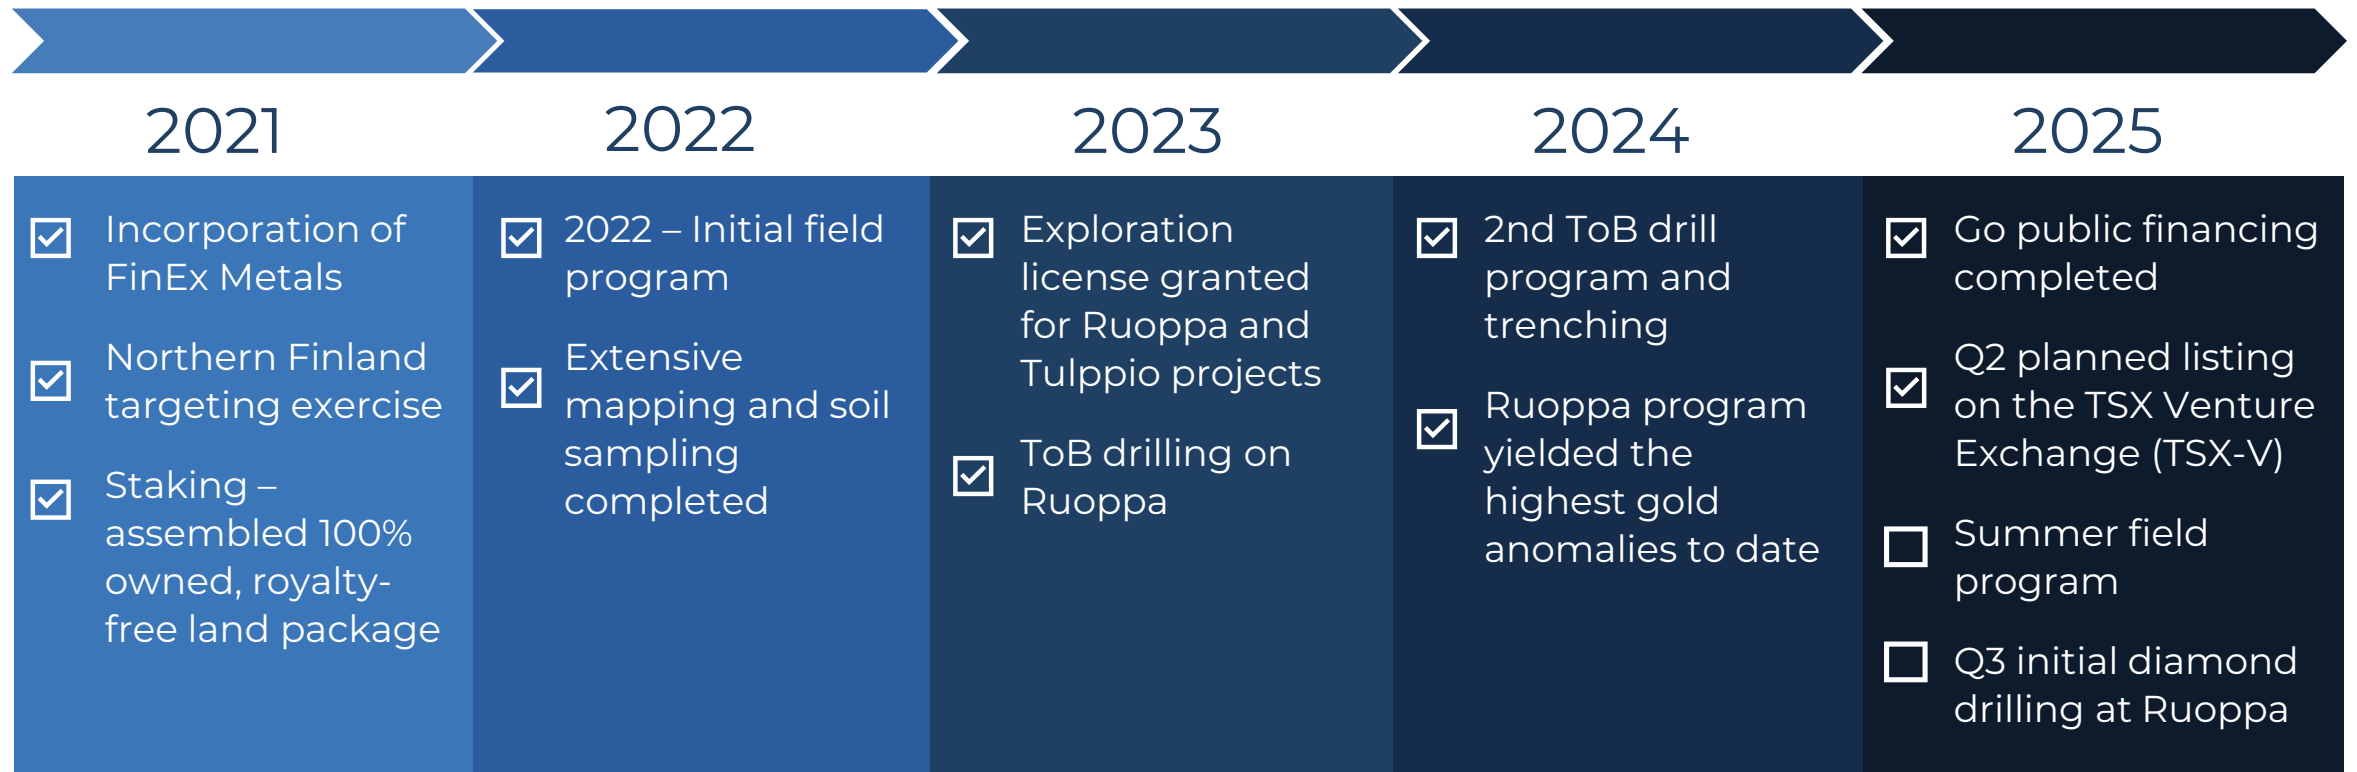 2021
Incorporation of
FinEx Metals
Northern Finland
targeting exercise
Staking –
assembled 100%
owned, royalty-
free land package
2022
2022 – Initial field
program
Extensive
mapping and soil
sampling
completed
2023
Exploration
license granted
for Ruoppa and
Tulppio projects
ToB drilling on
Ruoppa
2024
2nd ToB drill
program and
trenching
Ruoppa program
yielded the
highest gold
anomalies to date
2025
Go public financing
completed
Q2 planned listing
on the TSX Venture
Exchange (TSX-V)
Summer field
program
Q3 initial diamond
drilling at Ruoppa